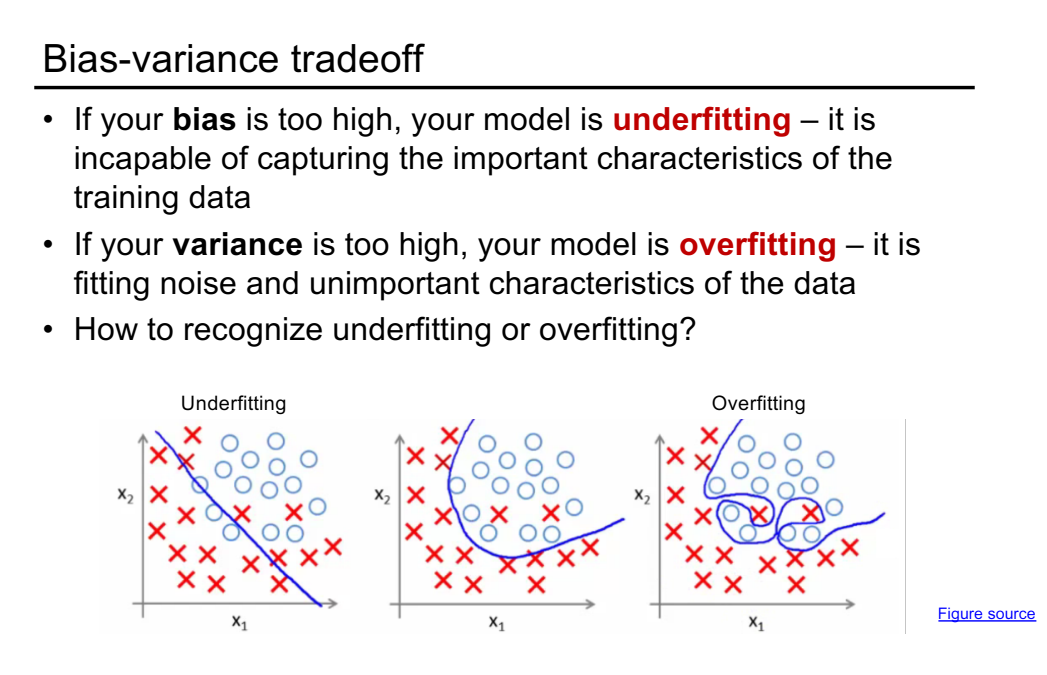 Bias-variance tradeoff
• If your bias is too high, your model is underfitting – it is
incapable of capturing the important characteristics of the
training data
• If your variance is too high, your model is overfitting – it is
fitting noise and unimportant characteristics of the data
• How to recognize underfitting or overfitting?
Underfitting
Overfitting
x₂
x₂
x₂
x₁
x₁
x₁
Figure source